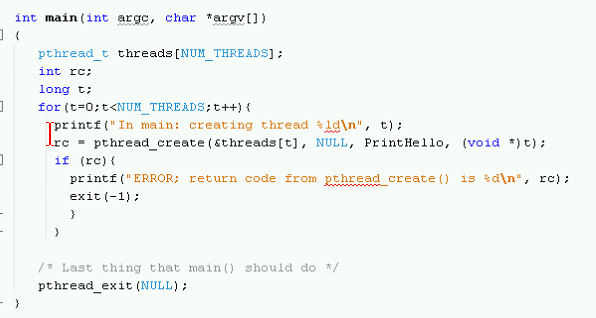 int main(int argc, char *argv[])
{
pthread_t threads[NUM_THREADS];
int rc;
long t;
for(t=0;t<NUM_THREADS;t++){
printf("In main: creating thread %ld\n", t);
rc = pthread_create(&threads[t], NULL, PrintHello, (void *)t);
if (rc){
printf("ERROR; return code from pthread_create() is %d\n", rc);
exit(-1);
}
}
/* Last thing that main() should do */
pthread_exit(NULL);
}